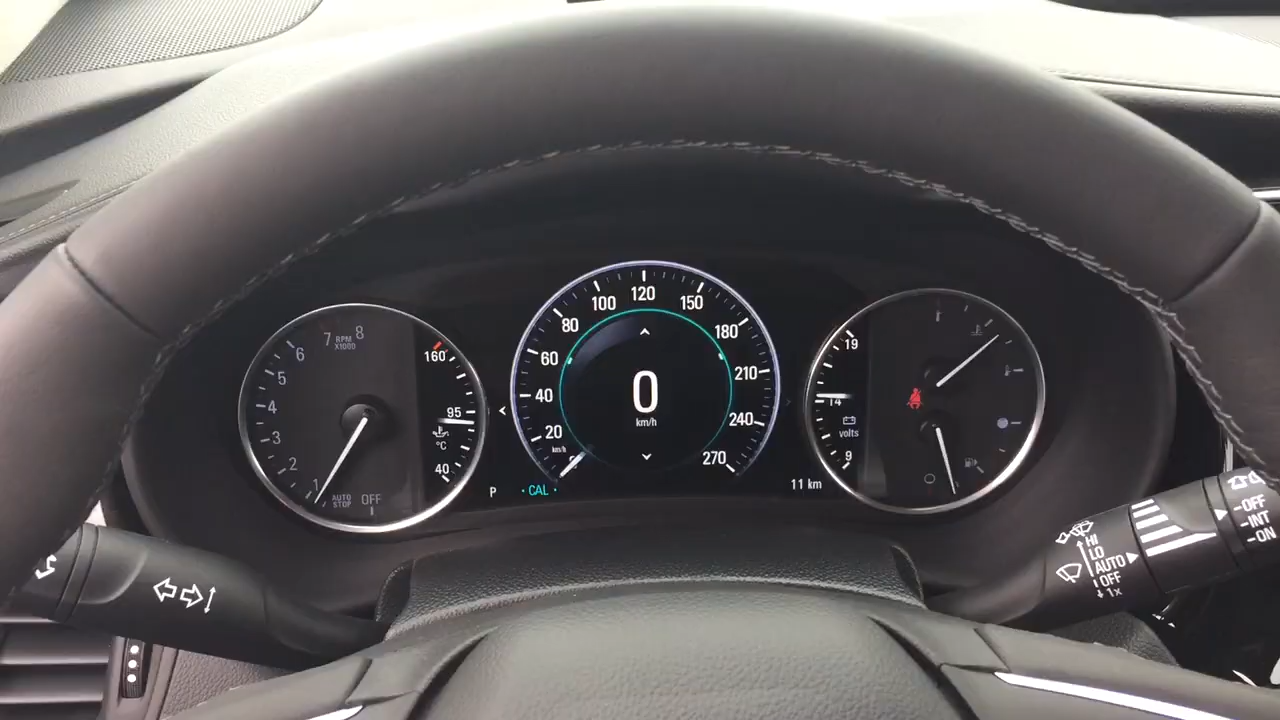 8
7 RPM
X1000
6
5
4
3
2
1
AUTO
STOP OFF
160
95
°C
40
120
100 150
80 180
60 210
40 240
20 270
km/h
0
km/h
P
CAL
11 km
19
14
volts
9
HI
LO
AUTO
OFF
1x
OFF
INT
ON